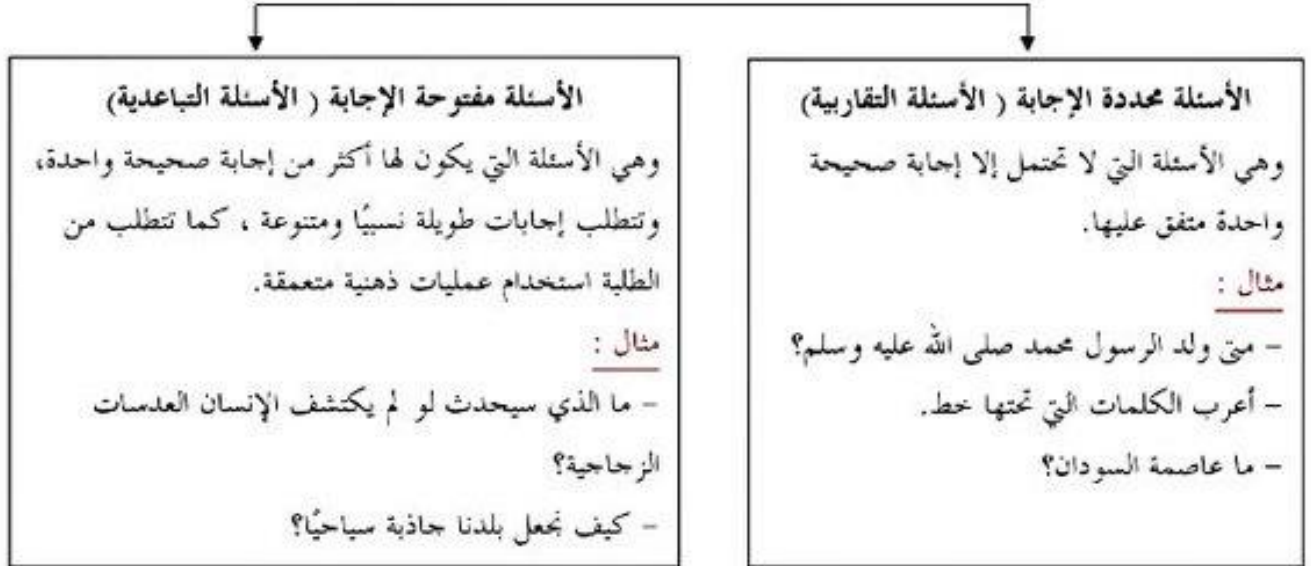 الأسئلة محددة الإجابة ( الأسئلة التقاربية)
وهي الأسئلة التي لا تحتمل إلا إجابة صحيحة
واحدة متفق عليها.
مثال :
– متى ولد الرسول محمد صلى الله عليه وسلم؟
– أعرب الكلمات التي تحتها خط.
– ما عاصمة السودان؟
الأسئلة مفتوحة الإجابة ( الأسئلة التباعدية)
وهي الأسئلة التي يكون لها أكثر من إجابة صحيحة واحدة،
وتتطلب إجابات طويلة نسبيًا ومتنوعة ، كما تتطلب من
الطلبة استخدام عمليات ذهنية متعمقة.
مثال :
– ما الذي سيحدث لو لم يكتشف الإنسان العدسات
الزجاجية؟
– كيف نجعل بلدنا جاذبة سياحيًا؟